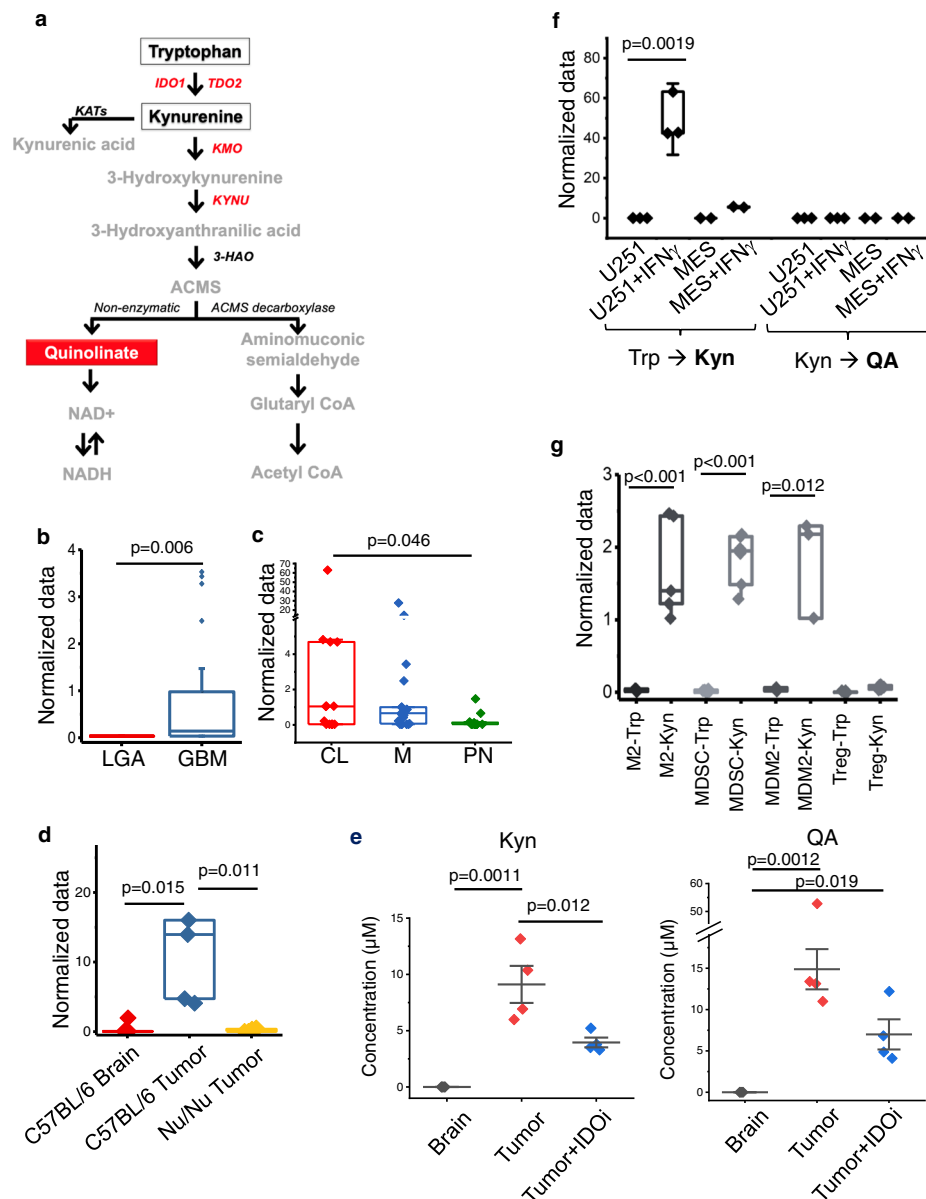 a
Tryptophan
IDO1 TDO2
KATs
Kynurenine
Kynurenic acid
KMO
3-Hydroxykynurenine
KYNU
3-Hydroxyanthranilic acid
3-HAO
ACMS
Non-enzymatic ACMS decarboxylase
Quinolinate
Aminomuconic
semialdehyde
NAD+
Glutaryl CoA
NADH
Acetyl CoA
b
Normalized data
4
3
2
1
0
p=0.006
LGA GBM
c
Normalized data
70
60
50
40
30
20
4
2
0
p=0.046
CL M PN
d
Normalized data
20
10
0
p=0.015
p=0.011
C57BL/6 Brain
C57BL/6 Tumor
Nu/Nu Tumor
e
Kyn
Concentration (µM)
15
10
5
0
p=0.0011
p=0.012
Brain
Tumor
Tumor+IDOi
QA
Concentration (µM)
60
50
15
10
5
0
p=0.0012
p=0.019
Brain
Tumor
Tumor+IDOi
f
Normalized data
80
60
40
20
0
p=0.0019
U251
U251+IFNγ
MES
MES+IFNγ
U251
U251+IFNγ
MES
MES+IFNγ
Trp → Kyn
Kyn → QA
g
Normalized data
3
2
1
0
p<0.001
p<0.001
p=0.012
M2-Trp
M2-Kyn
MDSC-Trp
MDSC-Kyn
MDM2-Trp
MDM2-Kyn
Treg-Trp
Treg-Kyn